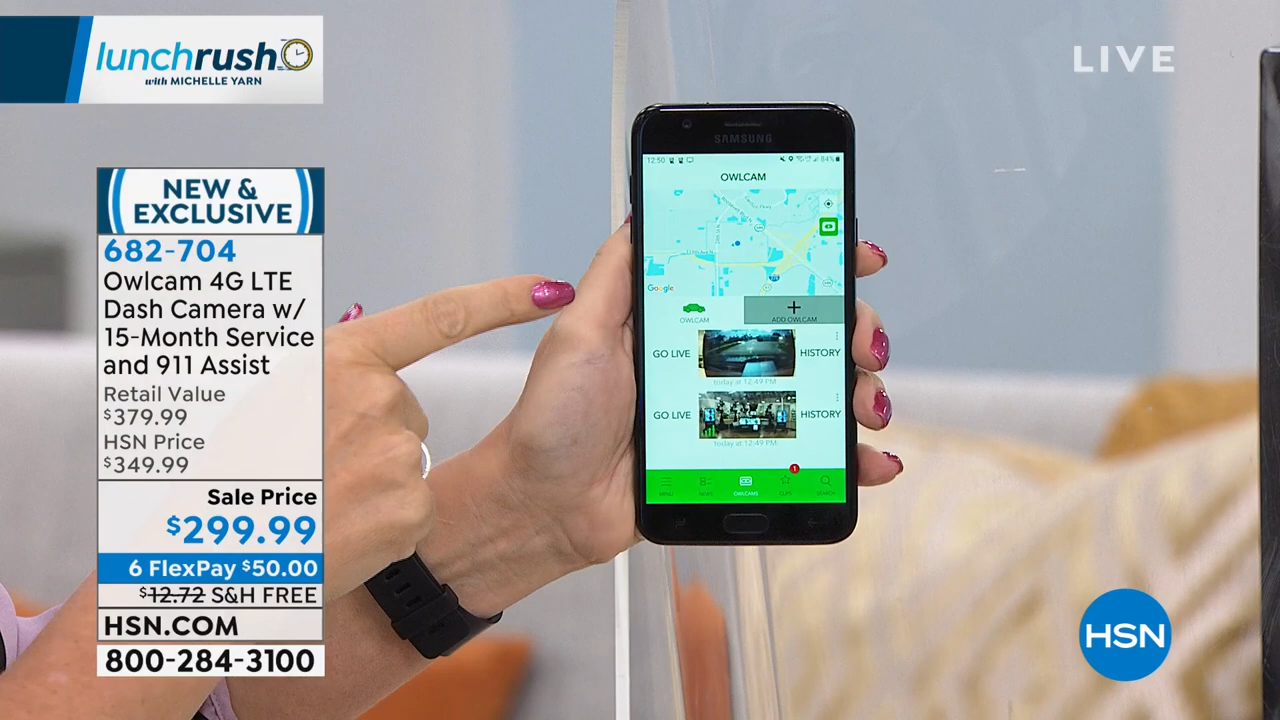 lunchrush
with MICHELLE YARN
LIVE
NEW &
EXCLUSIVE
682-704
Owlcam 4G LTE
Dash Camera w/
15-Month Service
and 911 Assist
Retail Value
$379.99
HSN Price
$349.99
Sale Price
$299.99
6 FlexPay $50.00
$12.72 S&H FREE
HSN.COM
800-284-3100
SAMSUNG
12:50
84%
OWLCAM
Google
OWLCAM
ADD OWLCAM
GO LIVE
HISTORY
today at 12:49 PM
GO LIVE
HISTORY
today at 12:49 PM
1
MENU
NEWS
OWLCAMS
CLIPS
SEARCH
HSN